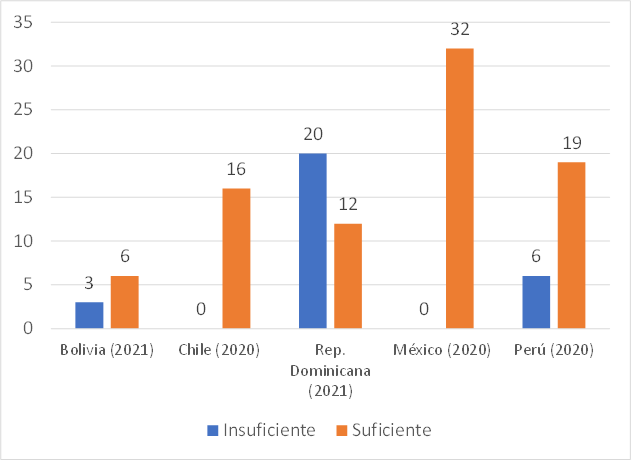 35
30
25
20
15
10
5
0
3
6
0
16
20
12
0
32
6
19
Bolivia (2021)
Chile (2020)
Rep.
Dominicana
(2021)
México (2020)
Perú (2020)
Insuficiente
Suficiente